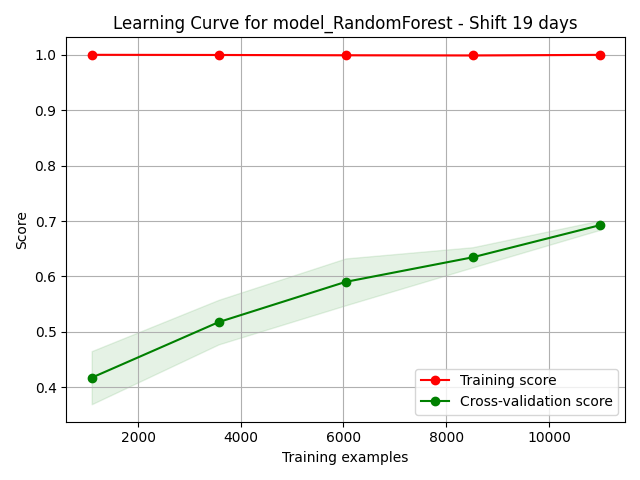 Learning Curve for model_RandomForest - Shift 19 days
1.0
0.9
0.8
0.7
0.6
0.5
0.4
Score
2000
4000
6000
8000
10000
Training examples
Training score
Cross-validation score